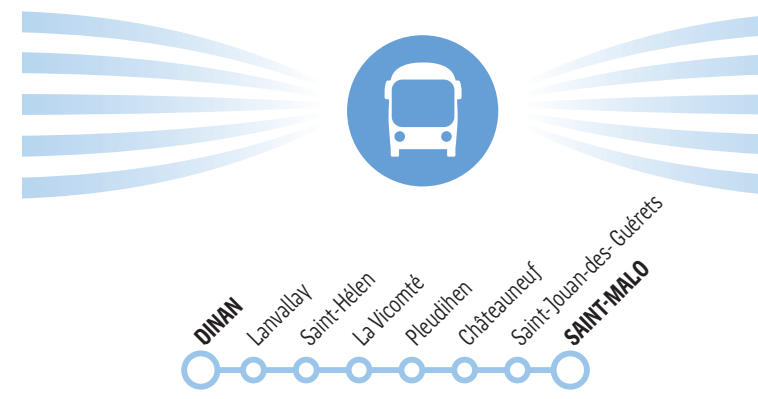 DINAN
Lanvallay
Saint-Hélen
La Vicomté
Pleudihen
Châteauneuf
Saint-Jouan-des- Guérets
SAINT-MALO